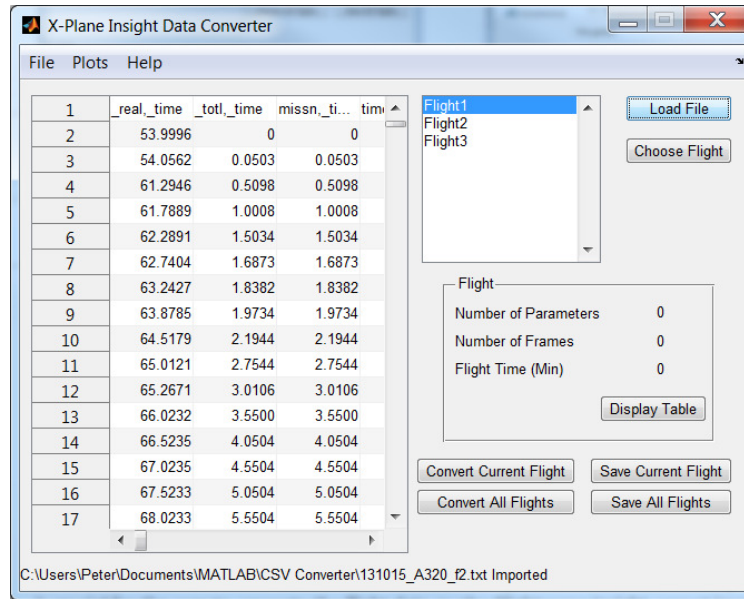 X-Plane Insight Data Converter
File Plots Help
1 _real,_time _totl,_time missn,_ti... tim
2 53.9996 0 0
3 54.0562 0.0503 0.0503
4 61.2946 0.5098 0.5098
5 61.7889 1.0008 1.0008
6 62.2891 1.5034 1.5034
7 62.7404 1.6873 1.6873
8 63.2427 1.8382 1.8382
9 63.8785 1.9734 1.9734
10 64.5179 2.1944 2.1944
11 65.0121 2.7544 2.7544
12 65.2671 3.0106 3.0106
13 66.0232 3.5500 3.5500
14 66.5235 4.0504 4.0504
15 67.0235 4.5504 4.5504
16 67.5233 5.0504 5.0504
17 68.0233 5.5504 5.5504
Flight1
Flight2
Flight3
Load File
Choose Flight
Flight
Number of Parameters 0
Number of Frames 0
Flight Time (Min) 0
Display Table
Convert Current Flight Save Current Flight
Convert All Flights Save All Flights
C:\Users\Peter\Documents\MATLAB\CSV Converter\131015_A320_f2.txt Imported